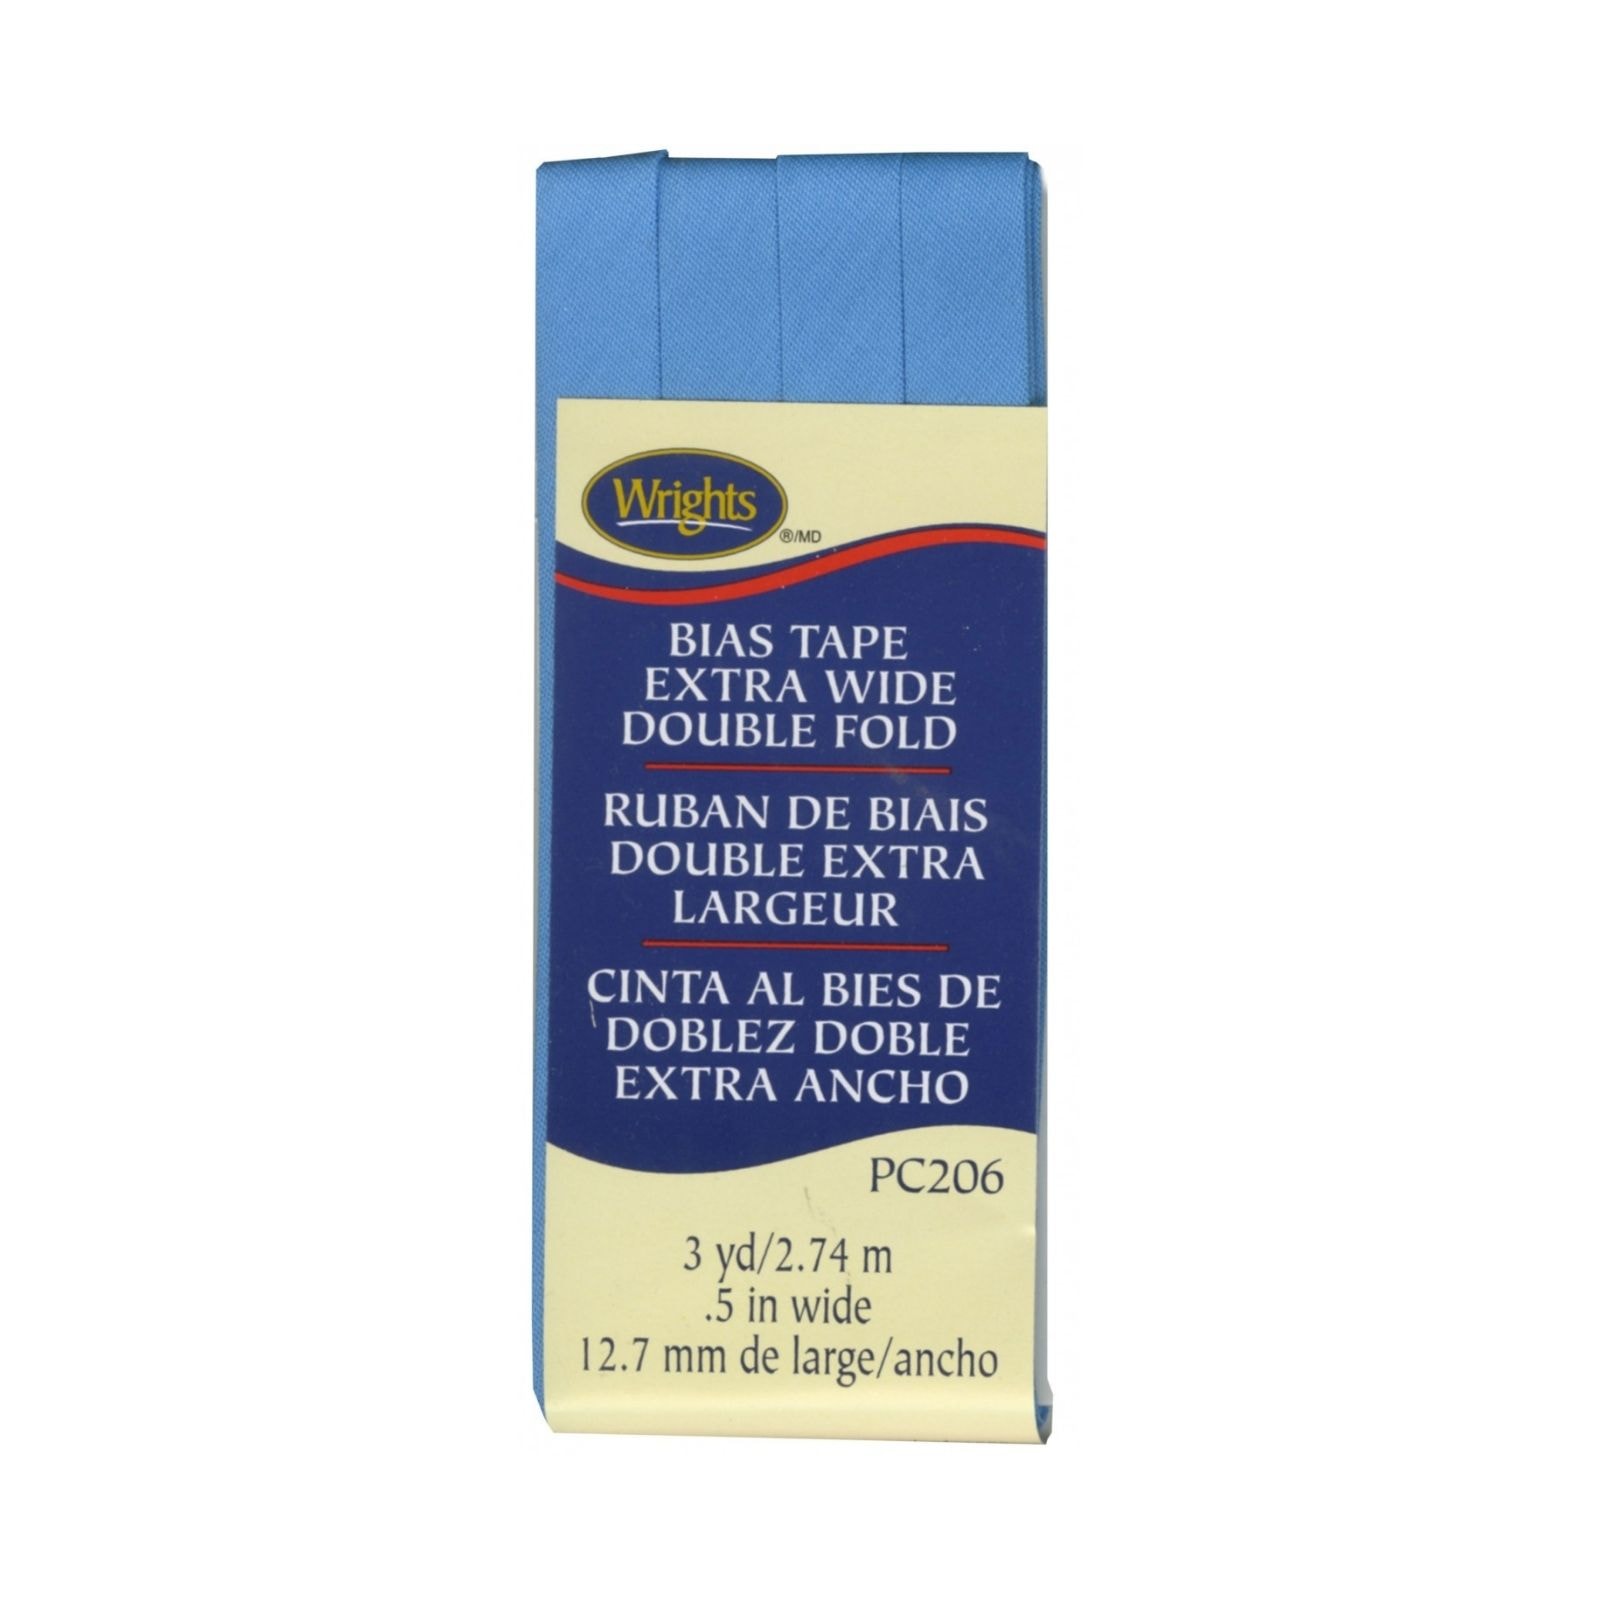 Wrights
®/MD
BIAS TAPE
EXTRA WIDE
DOUBLE FOLD
RUBAN DE BIAIS
DOUBLE EXTRA
LARGEUR
CINTA AL BIES DE
DOBLEZ DOBLE
EXTRA ANCHO
PC206
3 yd/2.74 m
.5 in wide
12.7 mm de large/ancho